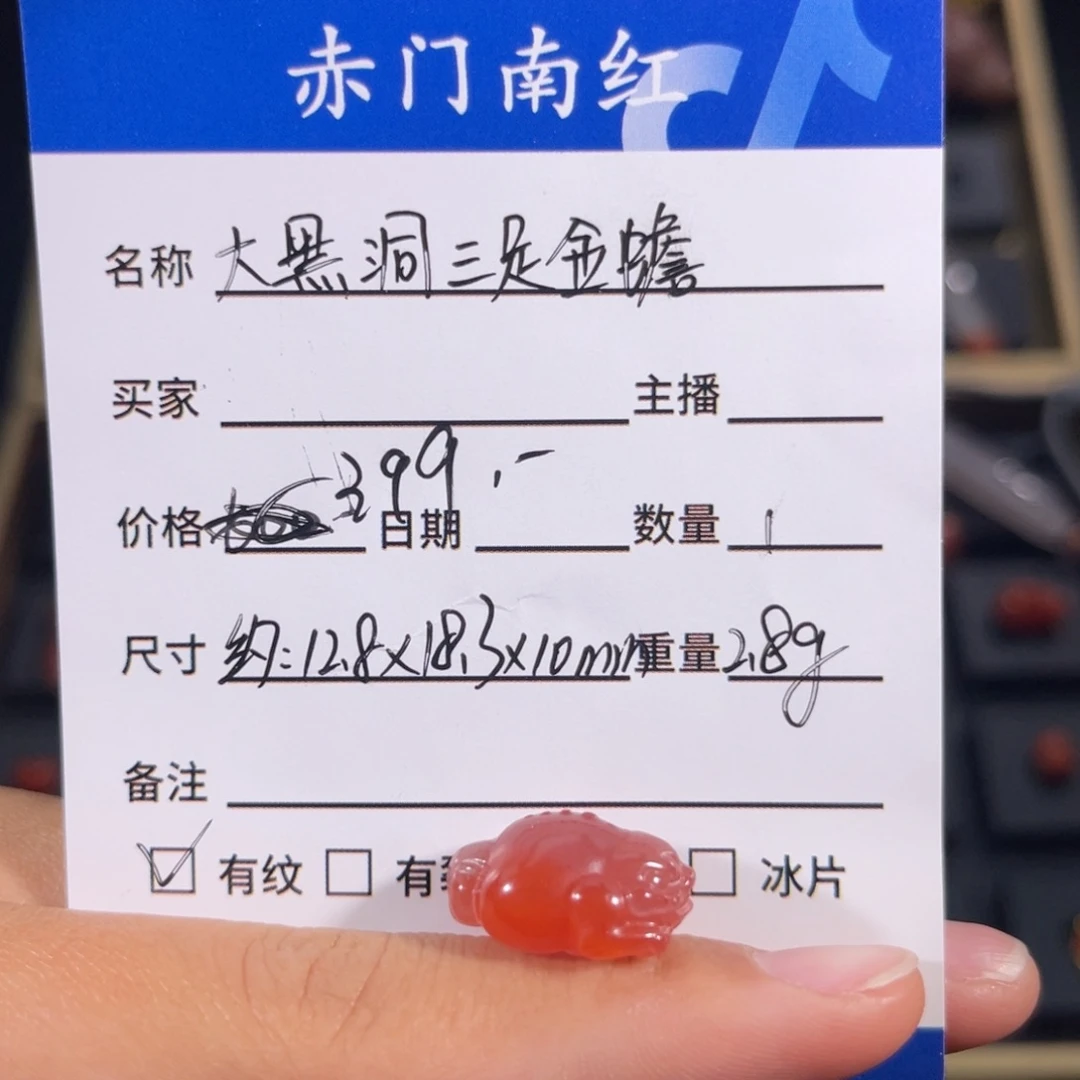 赤门南红
名称 大黑洞三足金蟾
买家 主播
价格 399.- 日期 数量 1
尺寸 约:12.8x18.3x10mm 重量 2.8g
备注
有纹 有 冰片